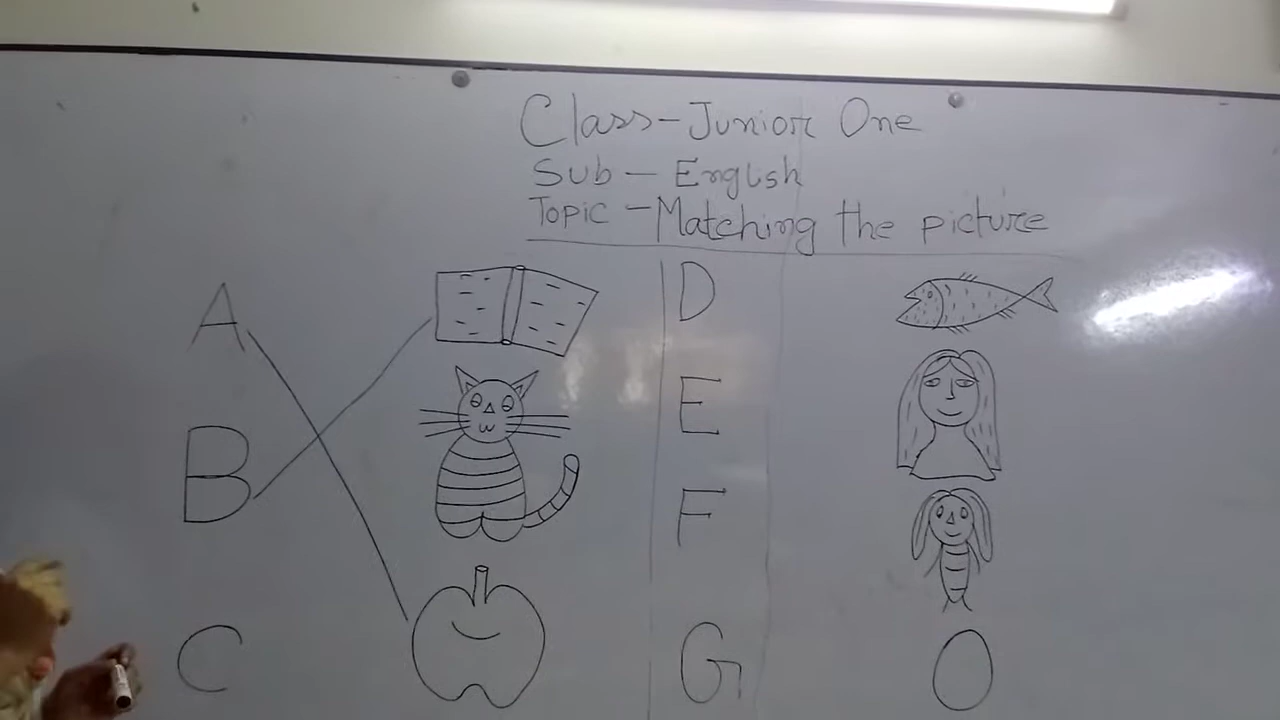 Class-Junior One
Sub - English
Topic - Matching the picture
A
B
C
D
E
F
G